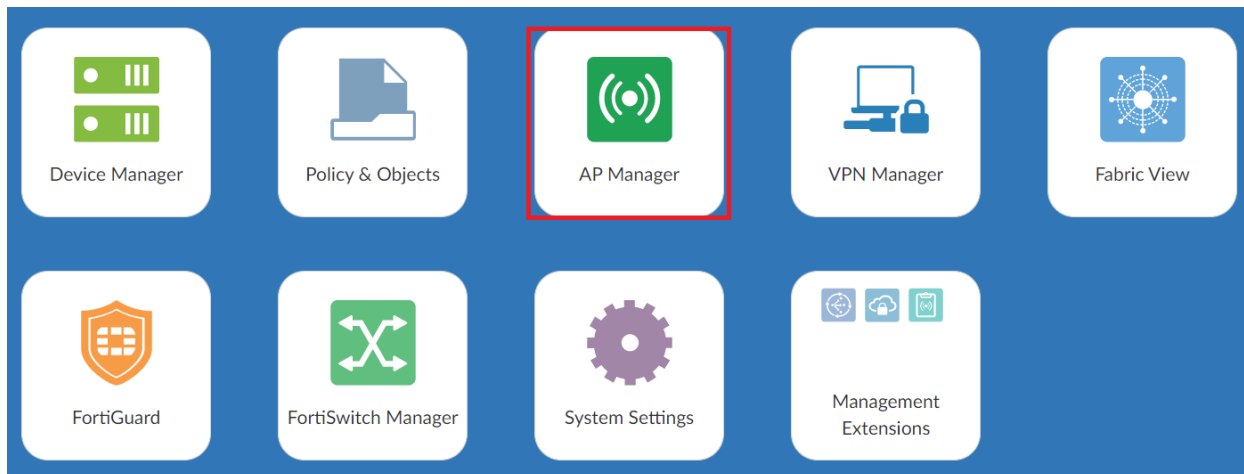 Device Manager
Policy & Objects
AP Manager
VPN Manager
Fabric View
FortiGuard
FortiSwitch Manager
System Settings
Management
Extensions